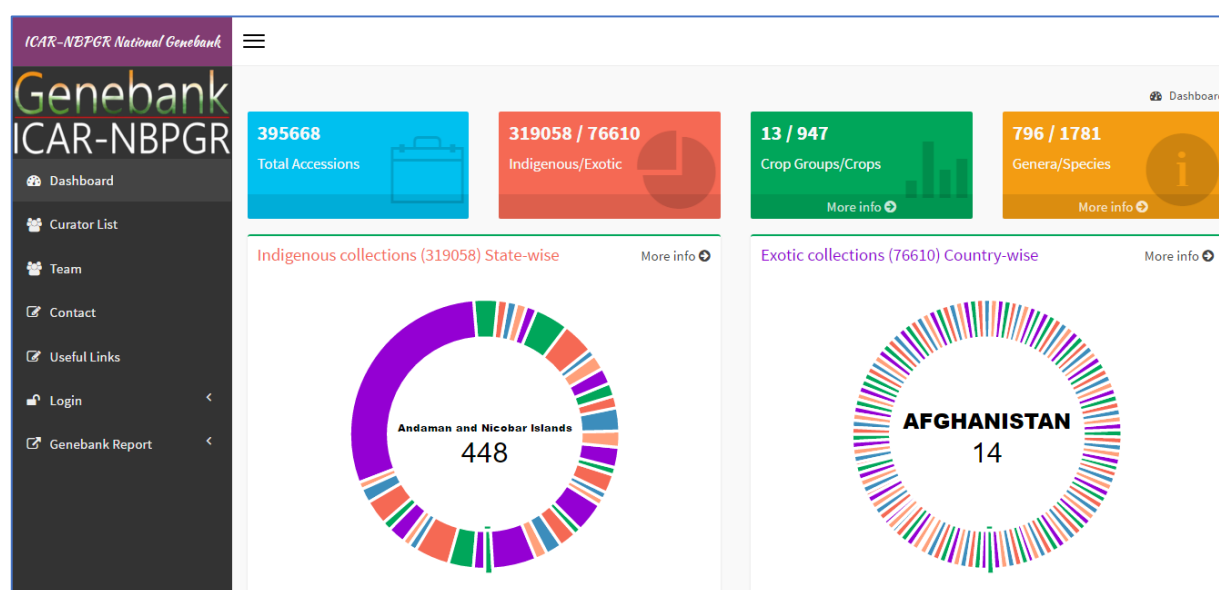 ICAR-NBPGR National Genebank
Genebank
ICAR-NBPGR
Dashboard
Curator List
Team
Contact
Useful Links
Login
Genebank Report
Dashboard
395668
Total Accessions
319058 / 76610
Indigenous/Exotic
13 / 947
Crop Groups/Crops
More info
796 / 1781
Genera/Species
More info
Indigenous collections (319058) State-wise More info
Andaman and Nicobar Islands
448
Exotic collections (76610) Country-wise More info
AFGHANISTAN
14